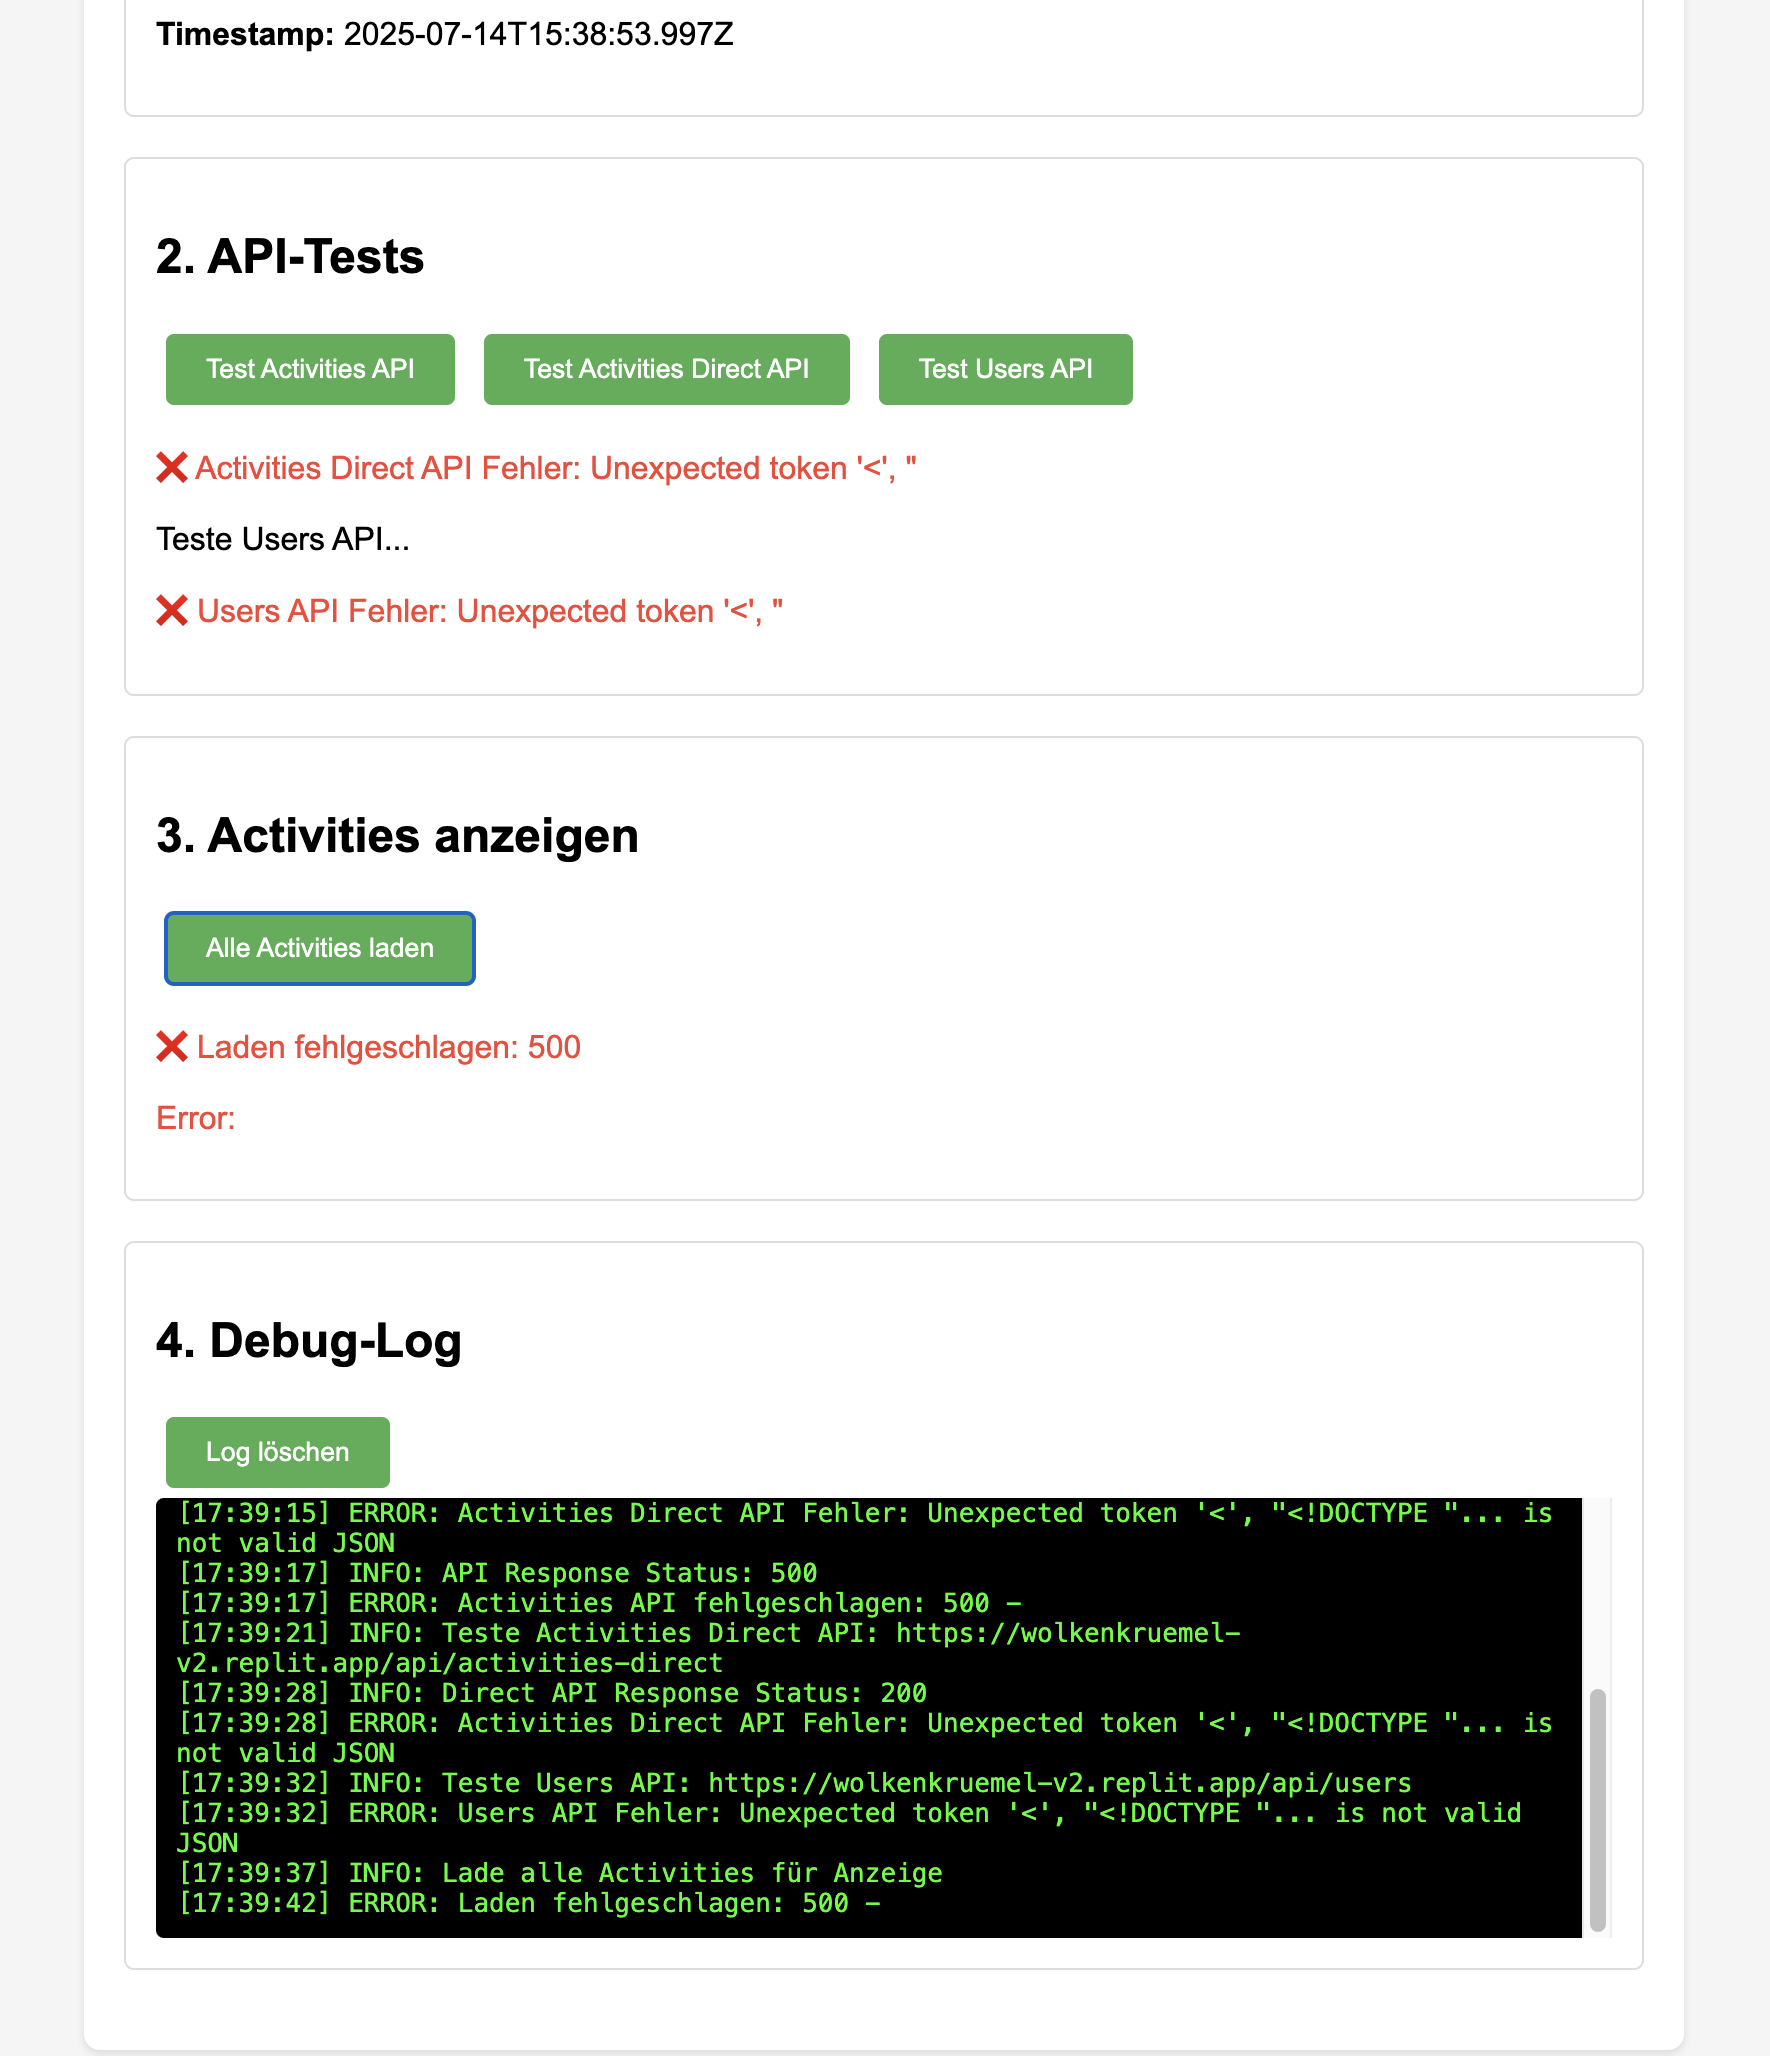 Timestamp: 2025-07-14T15:38:53.997Z
2. API-Tests
Test Activities API Test Activities Direct API Test Users API
❌ Activities Direct API Fehler: Unexpected token '<', "
Teste Users API...
❌ Users API Fehler: Unexpected token '<', "
3. Activities anzeigen
Alle Activities laden
❌ Laden fehlgeschlagen: 500
Error:
4. Debug-Log
Log löschen
[17:39:15] ERROR: Activities Direct API Fehler: Unexpected token '<', "<!DOCTYPE "... is
not valid JSON
[17:39:17] INFO: API Response Status: 500
[17:39:17] ERROR: Activities API fehlgeschlagen: 500 –
[17:39:21] INFO: Teste Activities Direct API: https://wolkenkruemel-
v2.replit.app/api/activities-direct
[17:39:28] INFO: Direct API Response Status: 200
[17:39:28] ERROR: Activities Direct API Fehler: Unexpected token '<', "<!DOCTYPE "... is
not valid JSON
[17:39:32] INFO: Teste Users API: https://wolkenkruemel-v2.replit.app/api/users
[17:39:32] ERROR: Users API Fehler: Unexpected token '<', "<!DOCTYPE "... is not valid
JSON
[17:39:37] INFO: Lade alle Activities für Anzeige
[17:39:42] ERROR: Laden fehlgeschlagen: 500 –